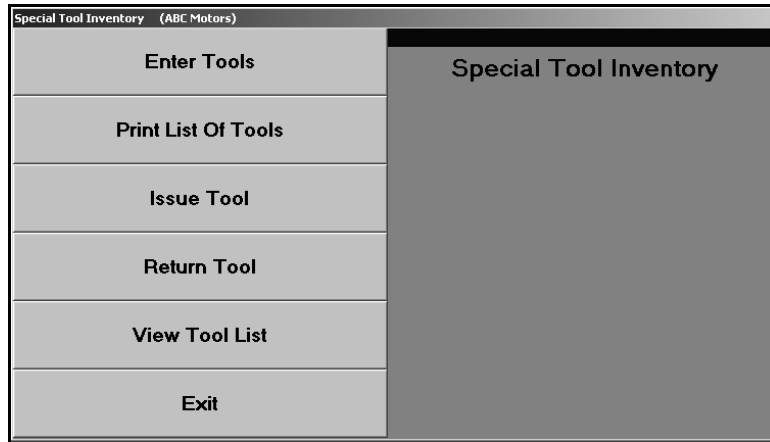 Special Tool Inventory (ABC Motors)
Enter Tools
Special Tool Inventory
Print List Of Tools
Issue Tool
Return Tool
View Tool List
Exit